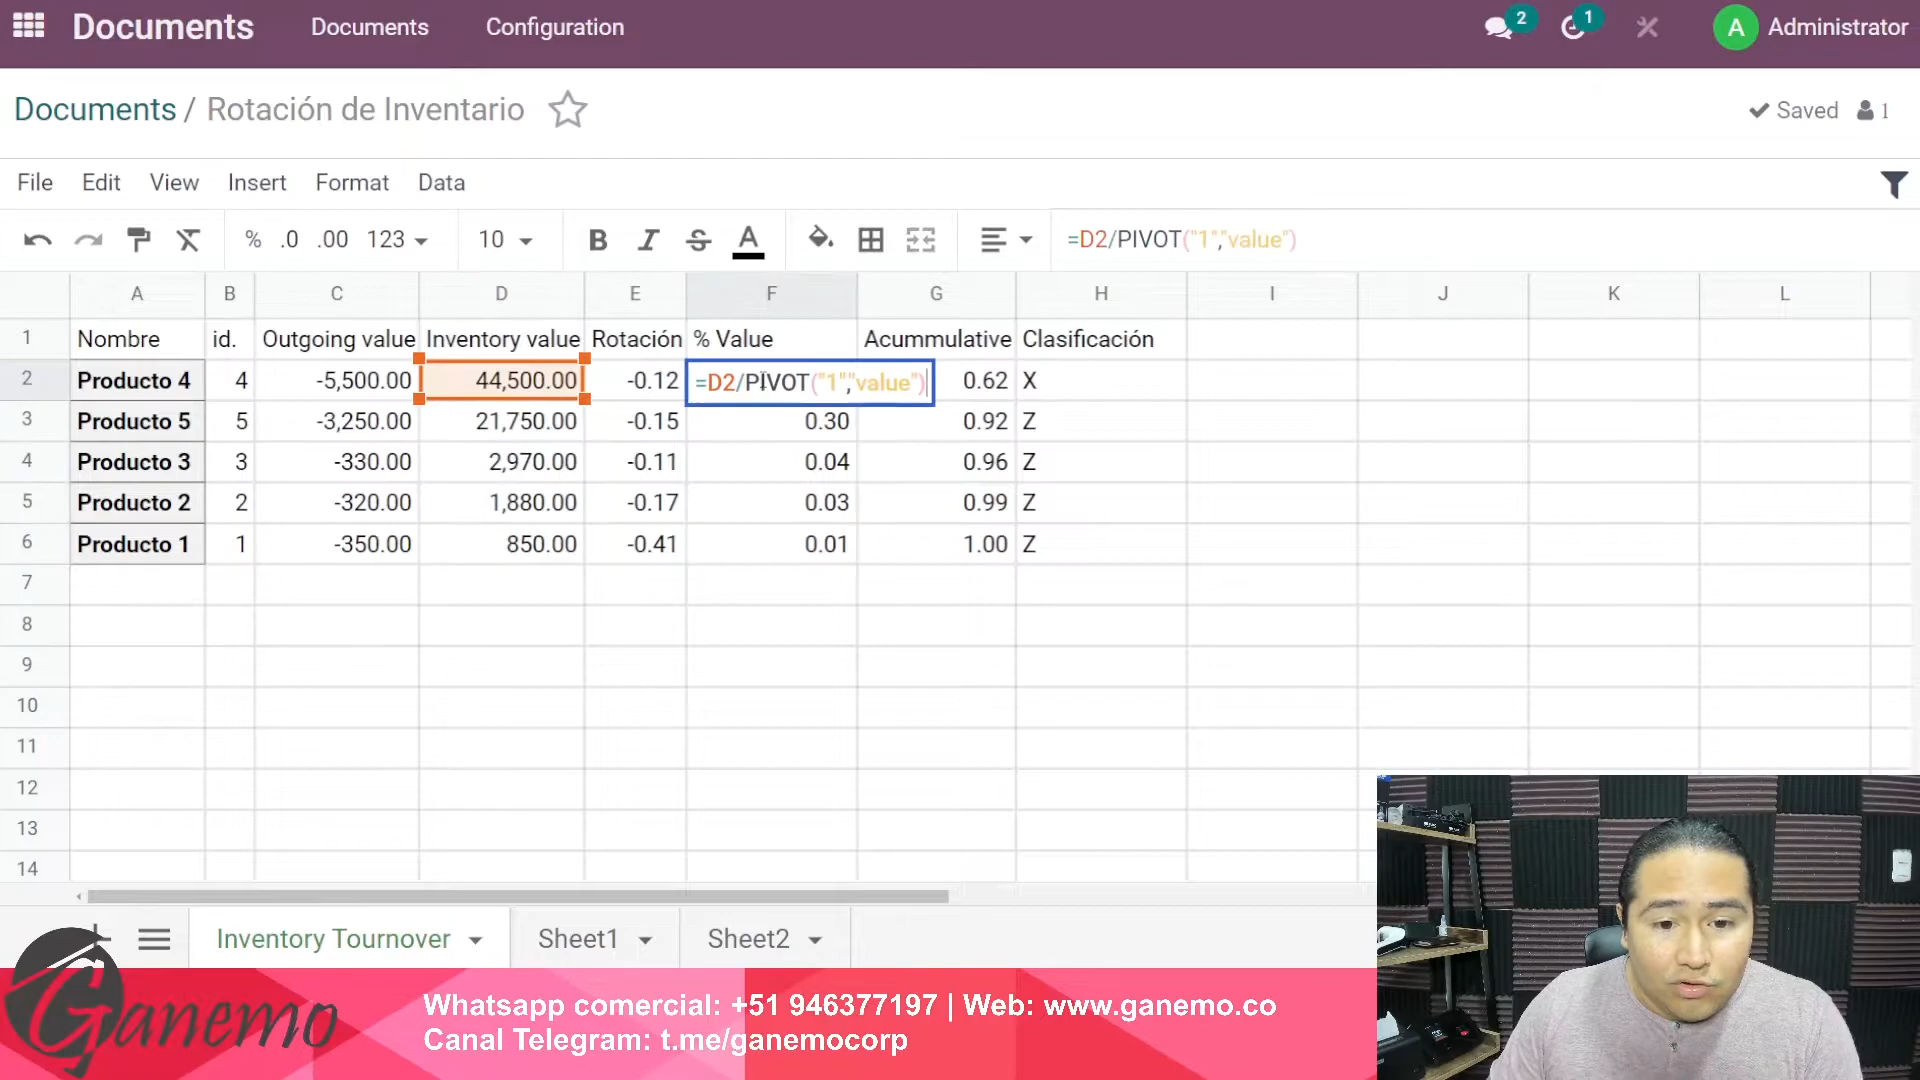 Documents Documents Configuration 2 1 A Administrator
Documents / Rotación de Inventario Saved 1
File Edit View Insert Format Data
% .0 .00 123 10 B I S A =D2/PIVOT("1","value")
A B C D E F G H I J K L
1 Nombre id. Outgoing value Inventory value Rotación % Value Acummulative Clasificación
2 Producto 4 4 -5,500.00 44,500.00 -0.12 =D2/PIVOT("1","value") 0.62 X
3 Producto 5 5 -3,250.00 21,750.00 -0.15 0.30 0.92 Z
4 Producto 3 3 -330.00 2,970.00 -0.11 0.04 0.96 Z
5 Producto 2 2 -320.00 1,880.00 -0.17 0.03 0.99 Z
6 Producto 1 1 -350.00 850.00 -0.41 0.01 1.00 Z
7
8
9
10
11
12
13
14
Inventory Tournover Sheet1 Sheet2
Ganemo
Whatsapp comercial: +51 946377197 | Web: www.ganemo.co
Canal Telegram: t.me/ganemocorp